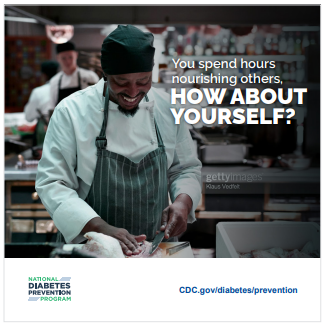 You spend hours
nourishing others,
HOW ABOUT
YOURSELF?
gettyimages
Klaus Vedfelt
NATIONAL
DIABETES
PREVENTION
PROGRAM
CDC.gov/diabetes/prevention